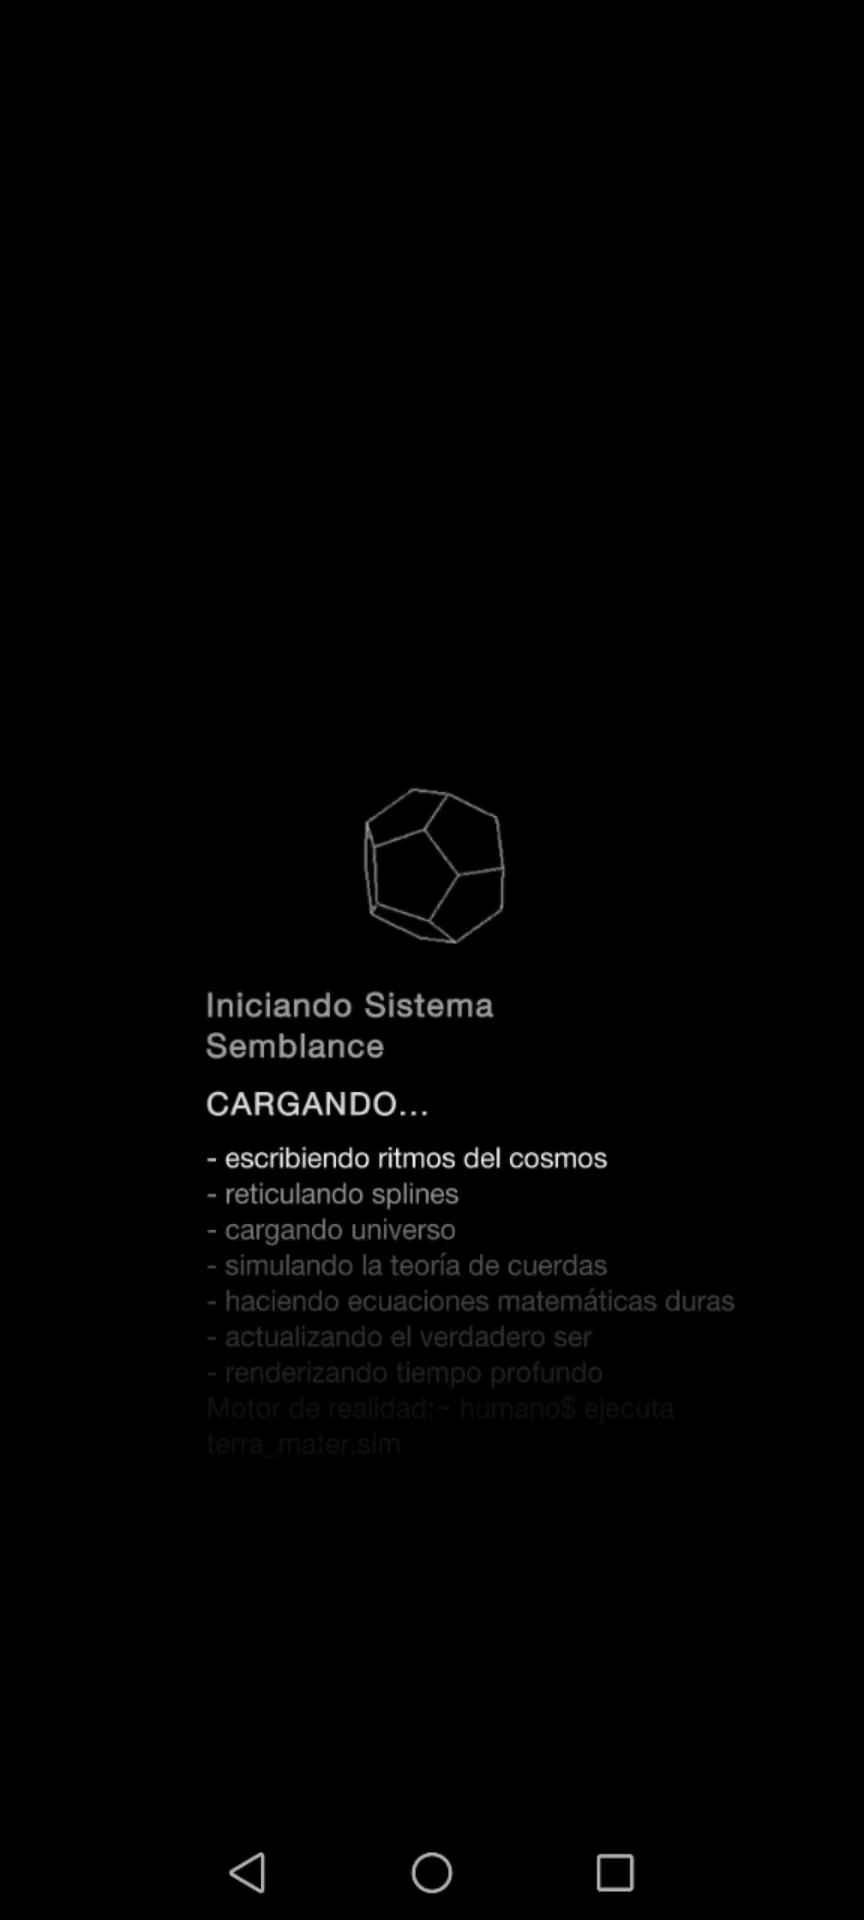 Iniciando Sistema
Semblance
CARGANDO...
- escribiendo ritmos del cosmos
- reticulando splines
- cargando universo
- simulando la teoría de cuerdas
- haciendo ecuaciones matemáticas duras
- actualizando el verdadero ser
- renderizando tiempo profundo
Motor de realidad:~ humano$ ejecuta
terra_mater.sim